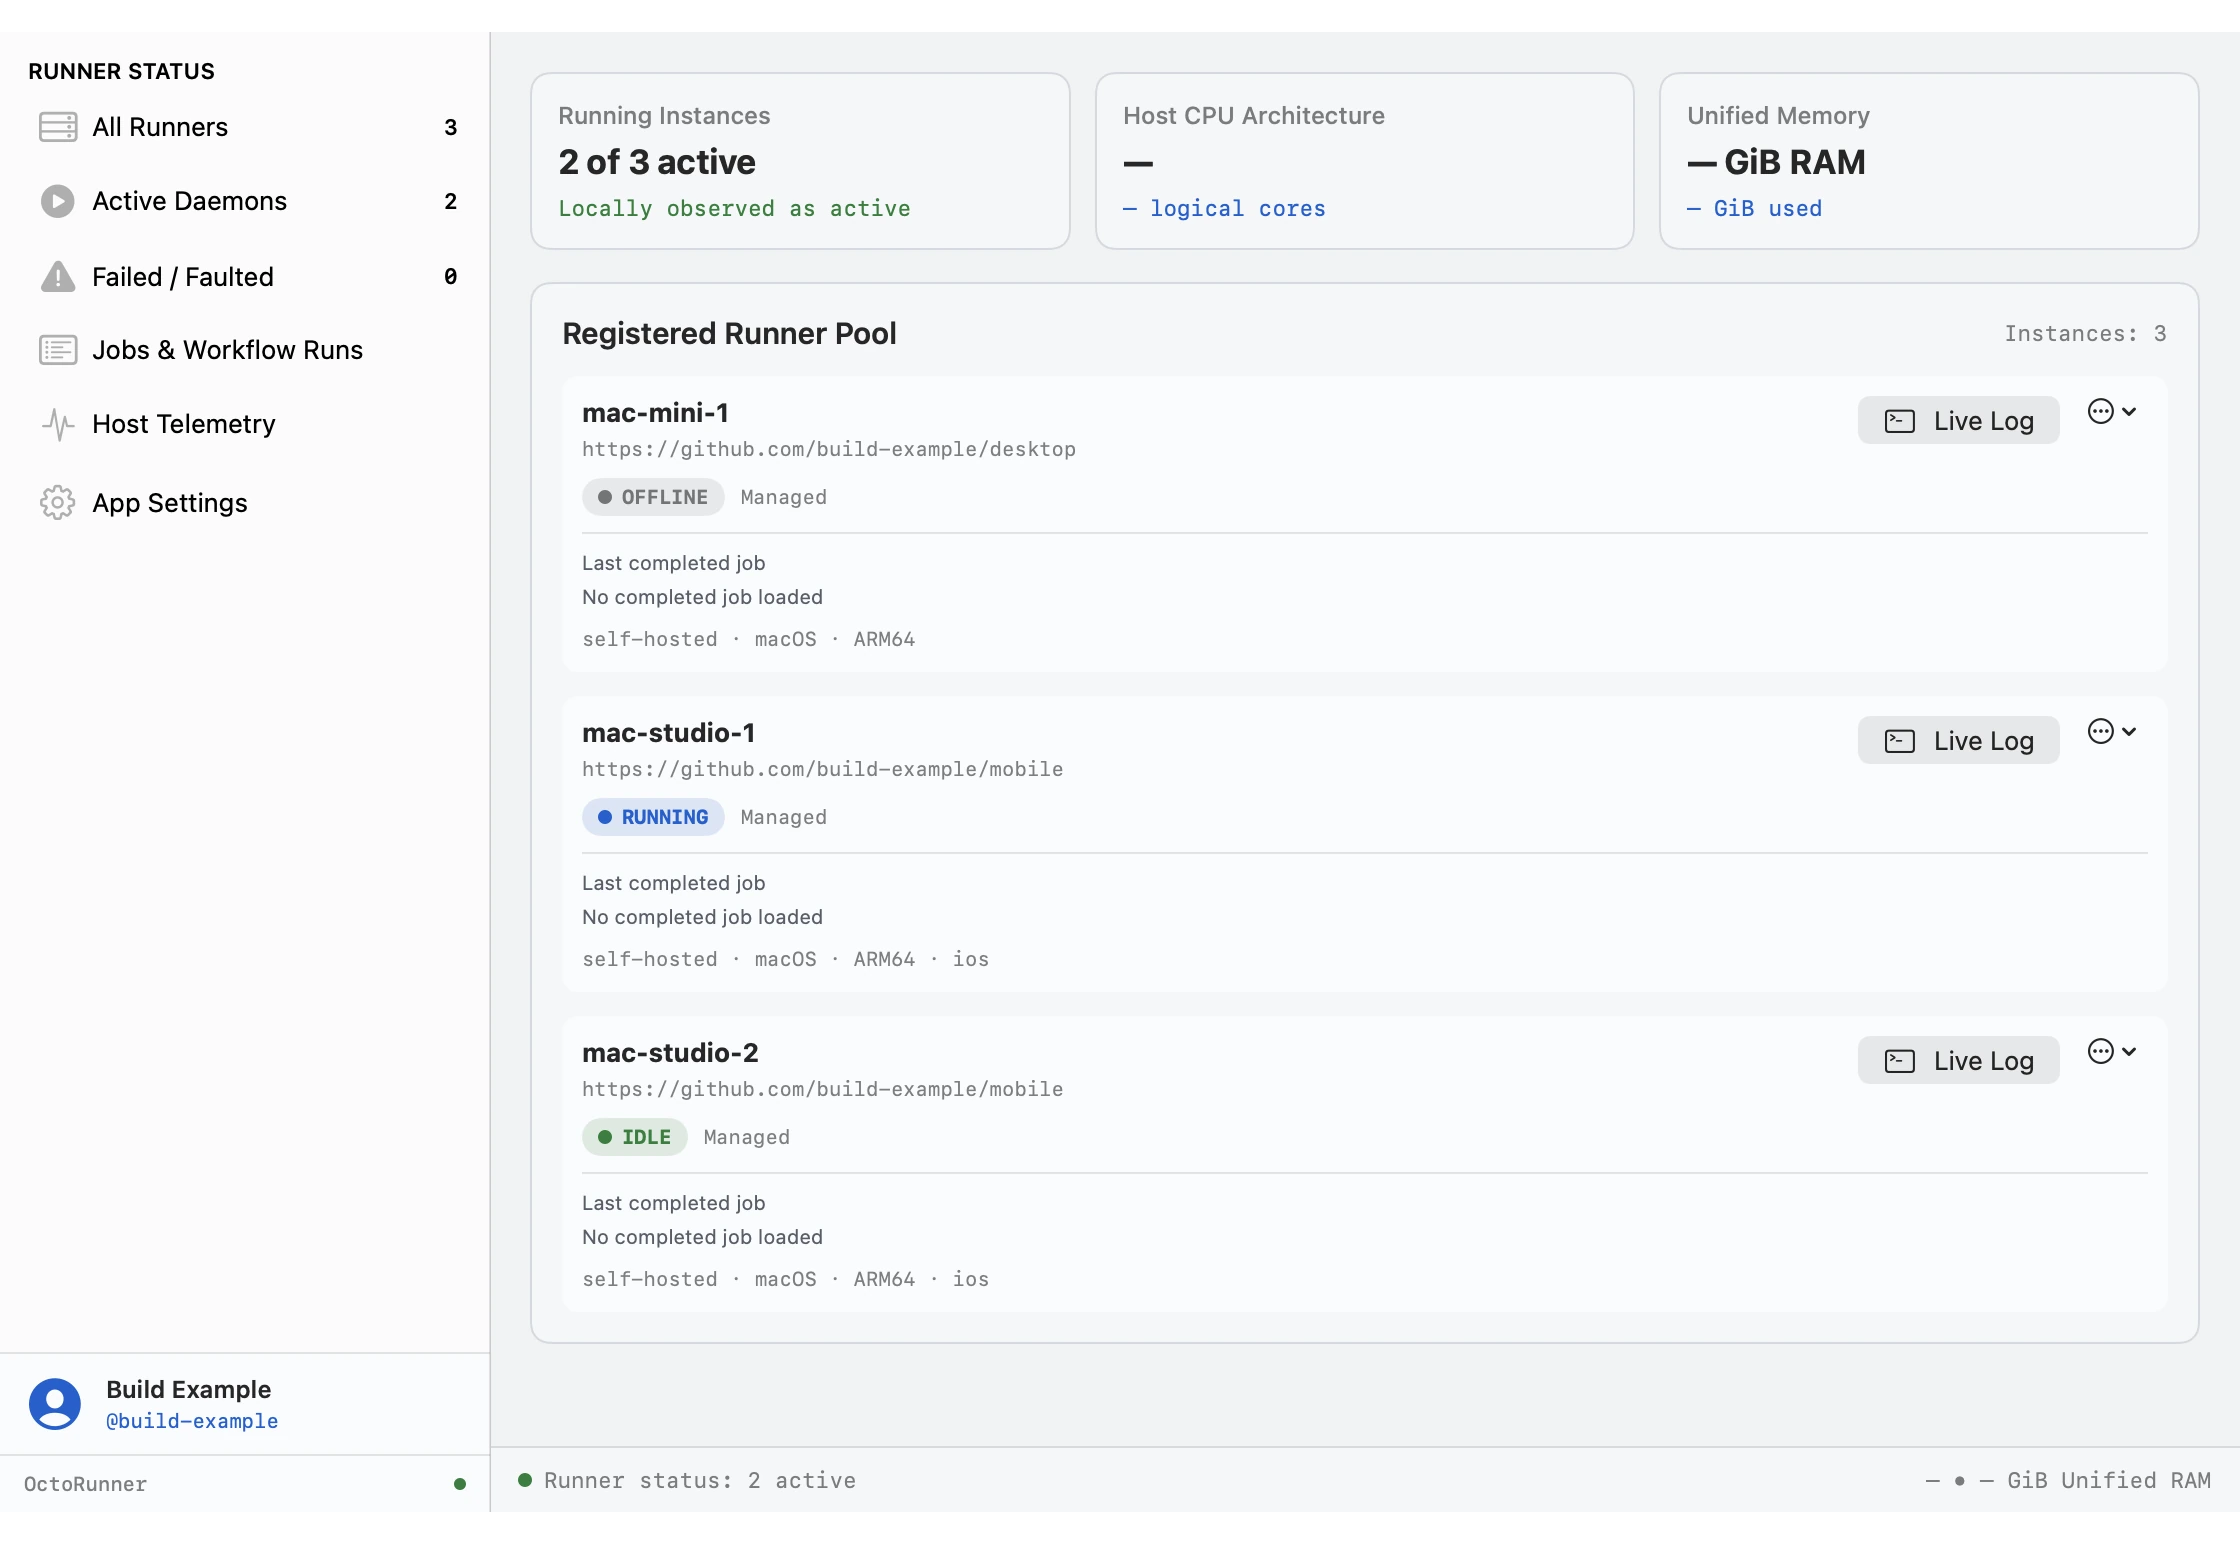 RUNNER STATUS
All Runners 3
Active Daemons 2
Failed / Faulted 0
Jobs & Workflow Runs
Host Telemetry
App Settings
Build Example
@build-example
OctoRunner
Running Instances
2 of 3 active
Locally observed as active
Host CPU Architecture
—
— logical cores
Unified Memory
— GiB RAM
— GiB used
Registered Runner Pool
Instances: 3
mac-mini-1
Live Log
https://github.com/build-example/desktop
OFFLINE Managed
Last completed job
No completed job loaded
self-hosted · macOS · ARM64
mac-studio-1
Live Log
https://github.com/build-example/mobile
RUNNING Managed
Last completed job
No completed job loaded
self-hosted · macOS · ARM64 · ios
mac-studio-2
Live Log
https://github.com/build-example/mobile
IDLE Managed
Last completed job
No completed job loaded
self-hosted · macOS · ARM64 · ios
Runner status: 2 active
— • — GiB Unified RAM